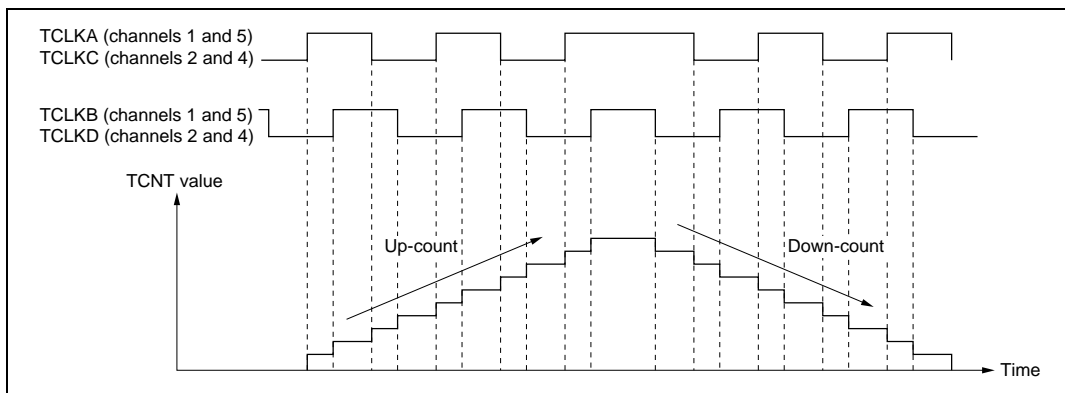 TCLKA (channels 1 and 5)
TCLKC (channels 2 and 4)
TCLKB (channels 1 and 5)
TCLKD (channels 2 and 4)
TCNT value
Up-count
Down-count
Time